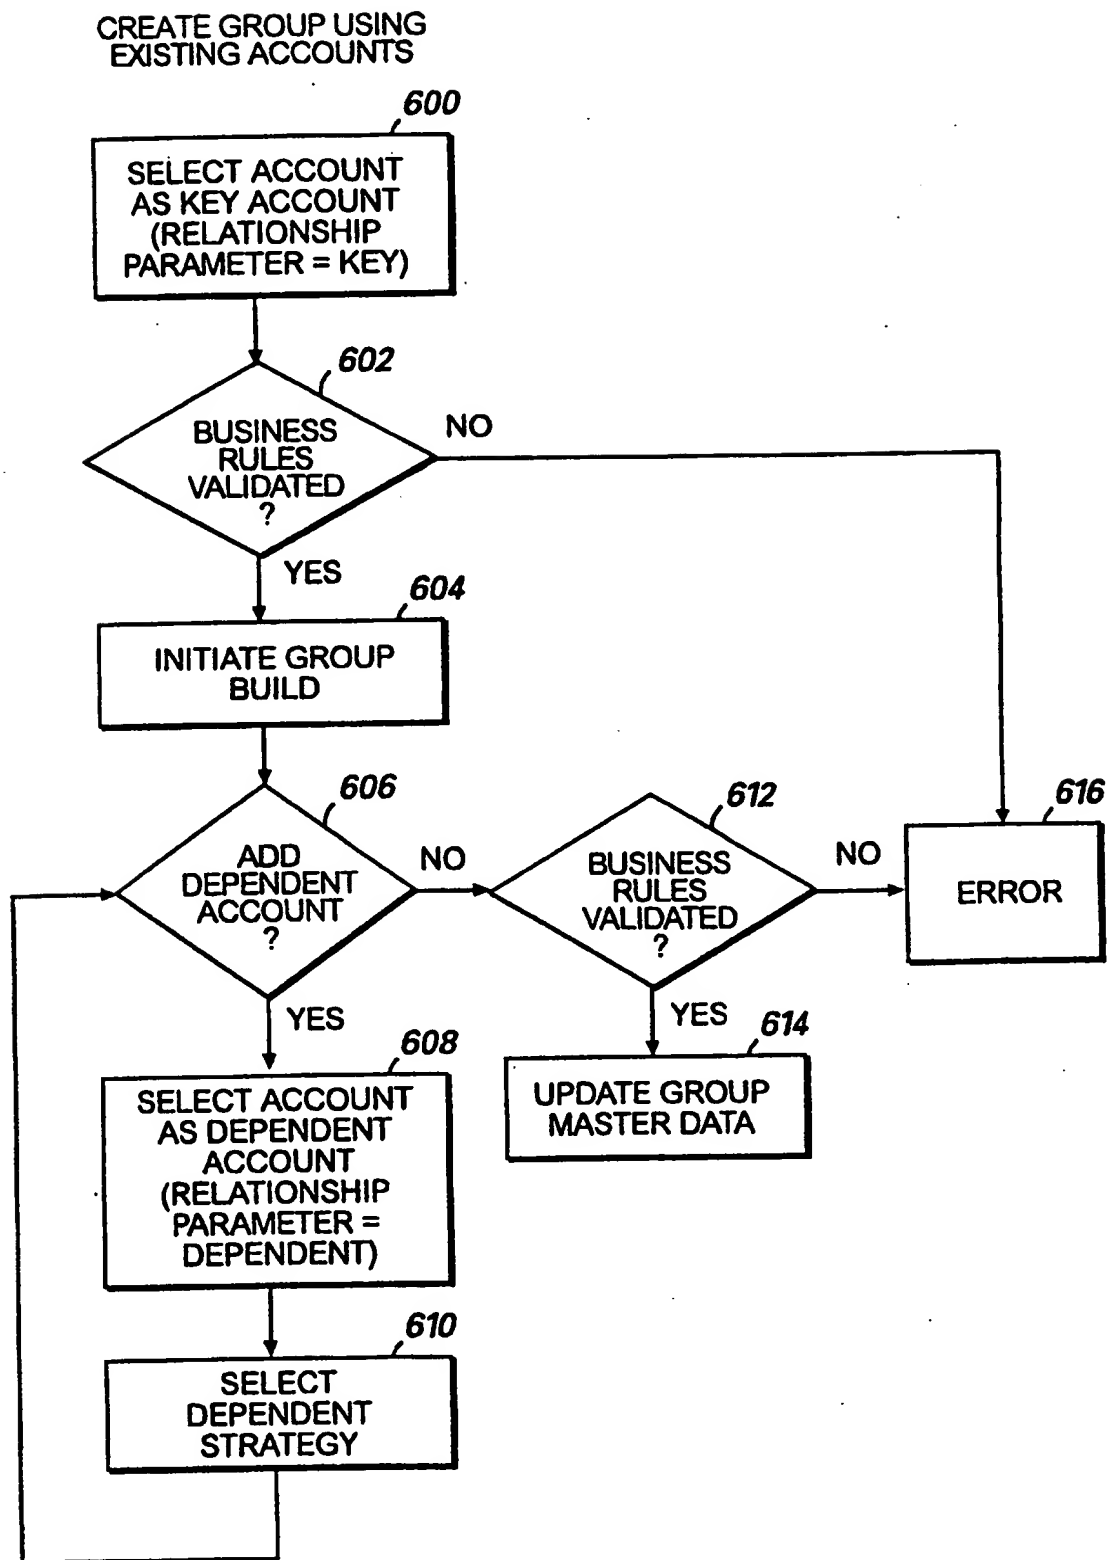 CREATE GROUP USING
EXISTING ACCOUNTS
600
SELECT ACCOUNT
AS KEY ACCOUNT
(RELATIONSHIP
PARAMETER = KEY)
602
BUSINESS
RULES
VALIDATED
?
NO
YES
604
INITIATE GROUP
BUILD
606
ADD
DEPENDENT
ACCOUNT
?
NO
YES
612
BUSINESS
RULES
VALIDATED
?
NO
YES
616
ERROR
614
UPDATE GROUP
MASTER DATA
608
SELECT ACCOUNT
AS DEPENDENT
ACCOUNT
(RELATIONSHIP
PARAMETER =
DEPENDENT)
610
SELECT
DEPENDENT
STRATEGY